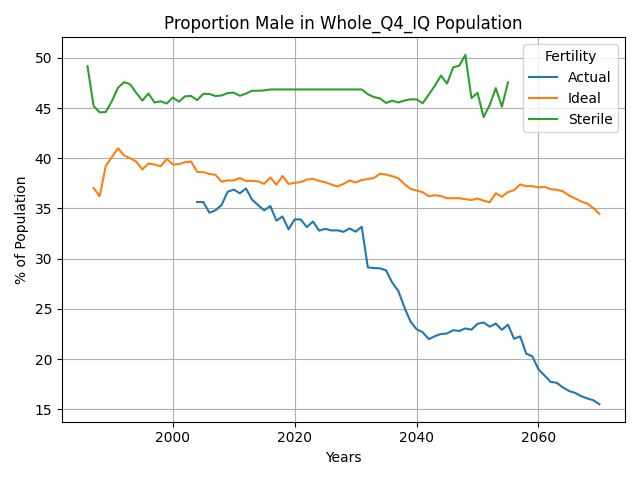 Proportion Male in Whole_Q4_IQ Population
% of Population
50
45
40
35
30
25
20
15
Fertility
Actual
Ideal
Sterile
2000 2020 2040 2060
Years